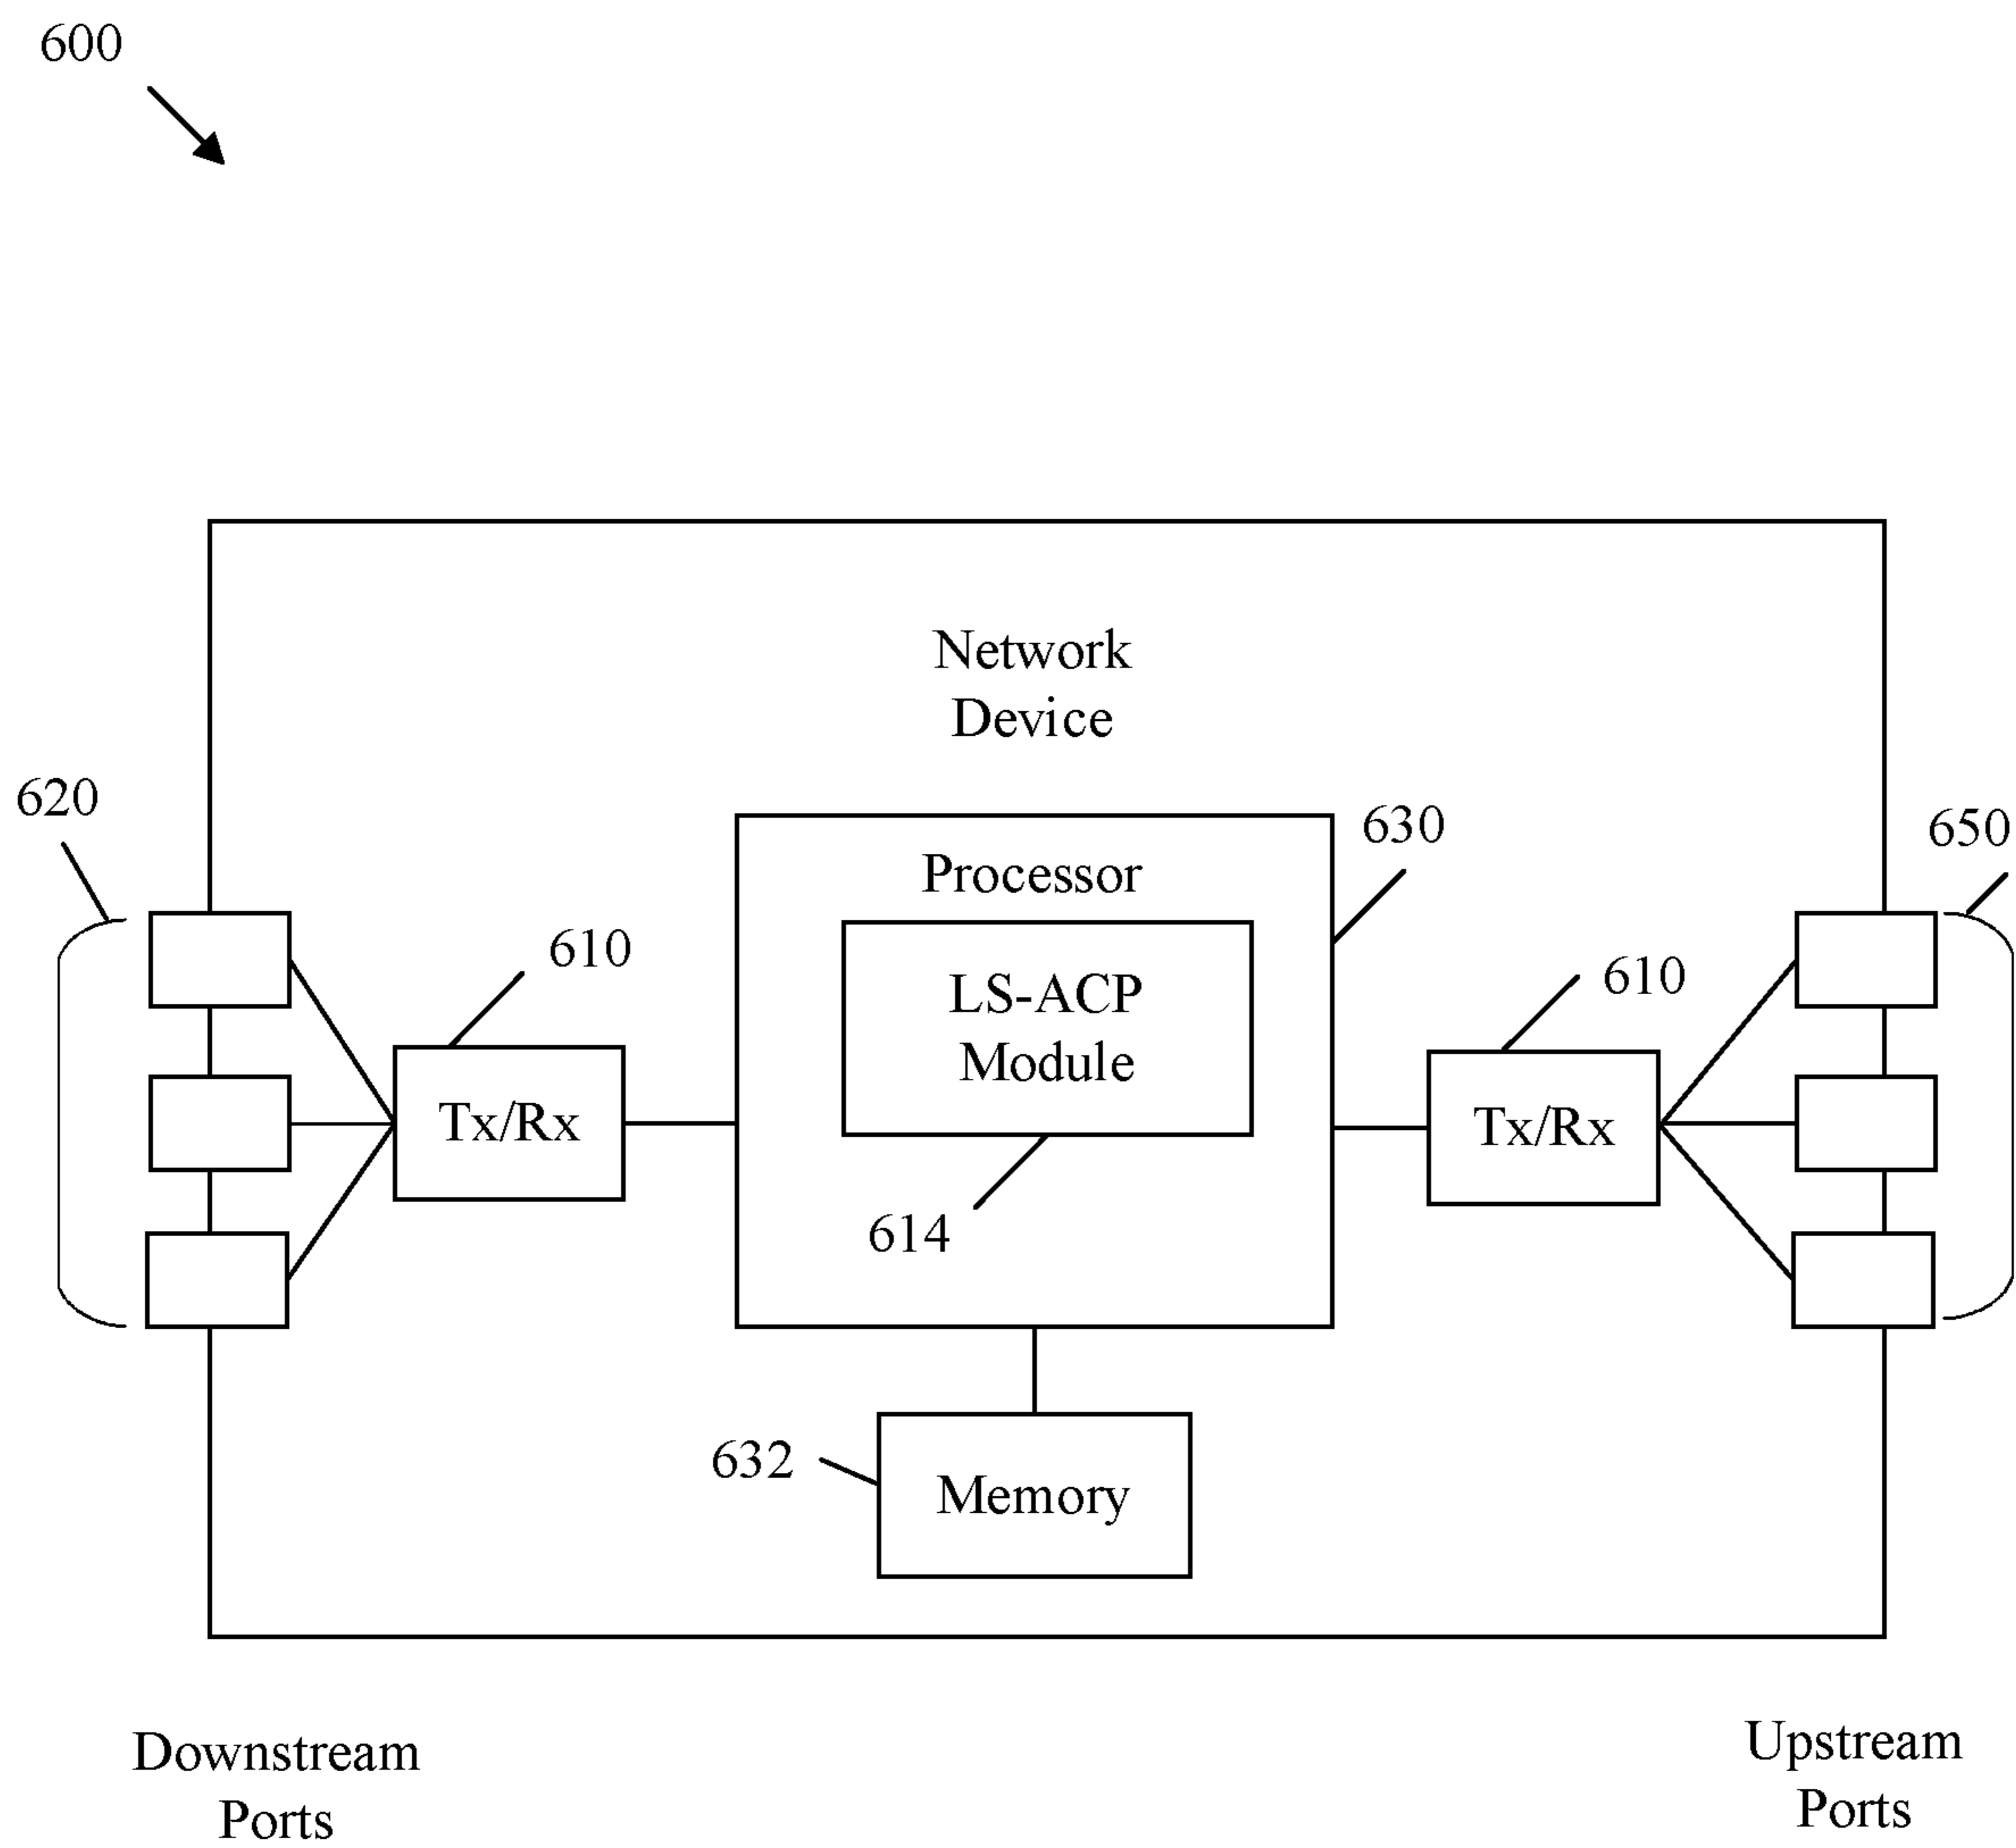 600
Network
Device
620
630
650
Processor
610
LS-ACP
Module
610
Tx/Rx
Tx/Rx
614
632
Memory
Downstream
Ports
Upstream
Ports